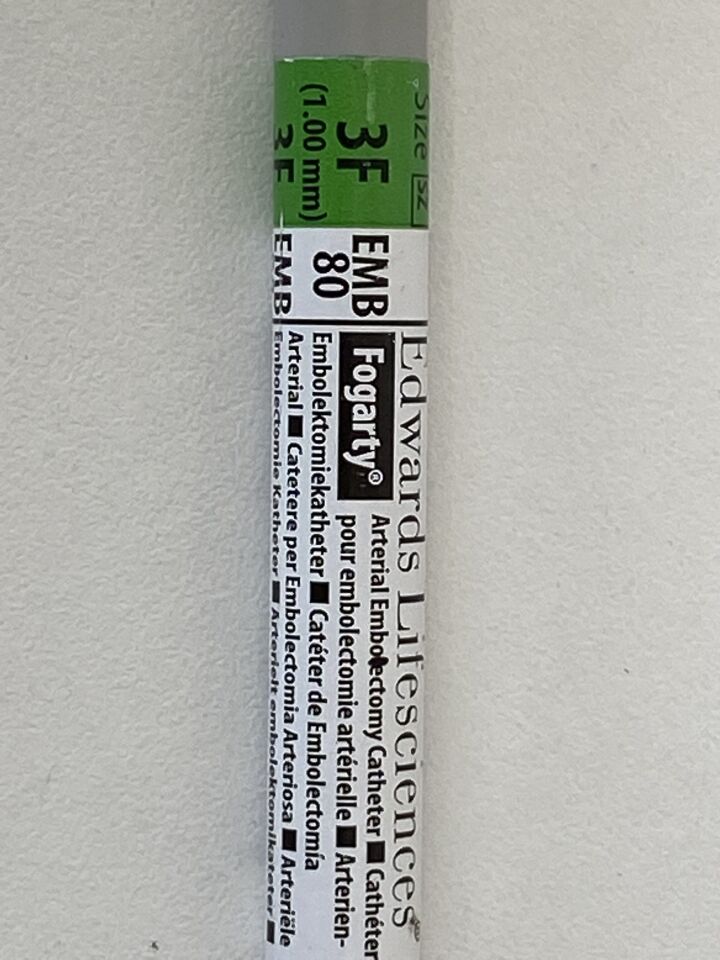 Size SZ
3F
(1.00 mm)
3F
EMB
80
EMB
Edwards Lifesciences
Fogarty® Arterial Embolectomy Catheter ■ Cathéter
pour embolectomie artérielle ■ Arterien-
Embolektomiekatheter ■ Catéter de Embolectomía
Arterial ■ Catetere per Embolectomia Arteriosa ■ Arteriële
Embolectomie Katheter ■ Arterielt embolektomikateter ■